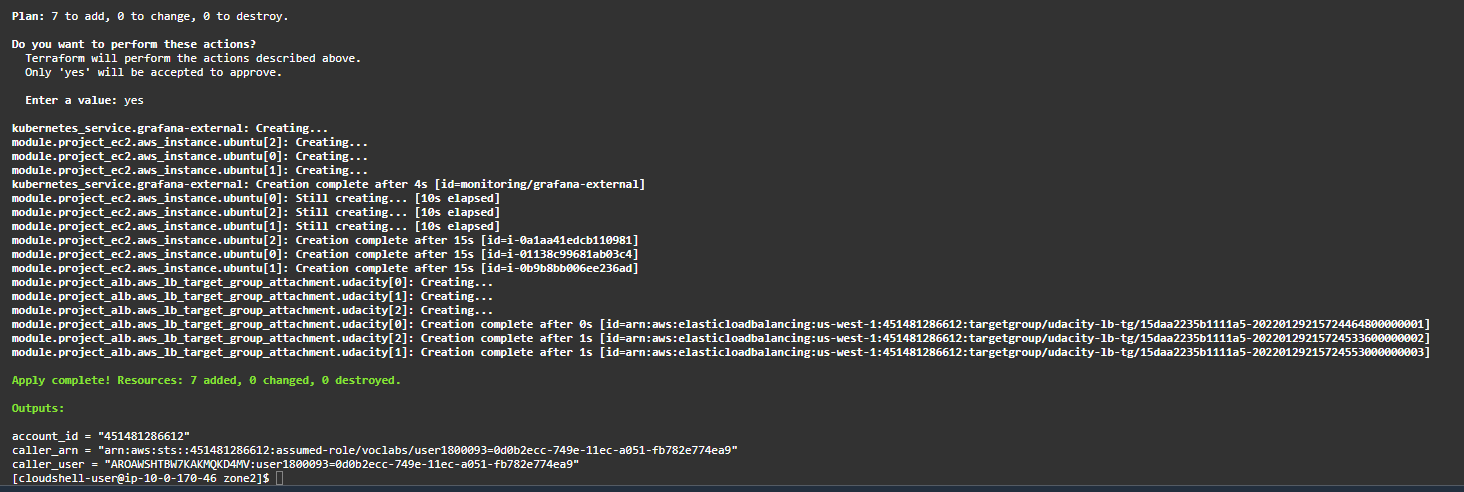 Plan: 7 to add, 0 to change, 0 to destroy.
Do you want to perform these actions?
Terraform will perform the actions described above.
Only 'yes' will be accepted to approve.
Enter a value: yes
kubernetes_service.grafana-external: Creating...
module.project_ec2.aws_instance.ubuntu[2]: Creating...
module.project_ec2.aws_instance.ubuntu[0]: Creating...
module.project_ec2.aws_instance.ubuntu[1]: Creating...
kubernetes_service.grafana-external: Creation complete after 4s [id=monitoring/grafana-external]
module.project_ec2.aws_instance.ubuntu[0]: Still creating... [10s elapsed]
module.project_ec2.aws_instance.ubuntu[2]: Still creating... [10s elapsed]
module.project_ec2.aws_instance.ubuntu[1]: Still creating... [10s elapsed]
module.project_ec2.aws_instance.ubuntu[2]: Creation complete after 15s [id=i-0a1aa41edcb110981]
module.project_ec2.aws_instance.ubuntu[0]: Creation complete after 15s [id=i-01138c99681ab03c4]
module.project_ec2.aws_instance.ubuntu[1]: Creation complete after 15s [id=i-0b9b8bb006ee236ad]
module.project_alb.aws_lb_target_group_attachment.udacity[0]: Creating...
module.project_alb.aws_lb_target_group_attachment.udacity[1]: Creating...
module.project_alb.aws_lb_target_group_attachment.udacity[2]: Creating...
module.project_alb.aws_lb_target_group_attachment.udacity[0]: Creation complete after 0s [id=arn:aws:elasticloadbalancing:us-west-1:451481286612:targetgroup/udacity-lb-tg/15daa2235b1111a5-20220129215724464800000001]
module.project_alb.aws_lb_target_group_attachment.udacity[2]: Creation complete after 1s [id=arn:aws:elasticloadbalancing:us-west-1:451481286612:targetgroup/udacity-lb-tg/15daa2235b1111a5-20220129215724533600000002]
module.project_alb.aws_lb_target_group_attachment.udacity[1]: Creation complete after 1s [id=arn:aws:elasticloadbalancing:us-west-1:451481286612:targetgroup/udacity-lb-tg/15daa2235b1111a5-20220129215724553000000003]
Apply complete! Resources: 7 added, 0 changed, 0 destroyed.
Outputs:
account_id = "451481286612"
caller_arn = "arn:aws:sts::451481286612:assumed-role/voclabs/user1800093=0d0b2ecc-749e-11ec-a051-fb782e774ea9"
caller_user = "AROAWSHTBW7KAKMQKD4MV:user1800093=0d0b2ecc-749e-11ec-a051-fb782e774ea9"
[cloudshell-user@ip-10-0-170-46 zone2]$